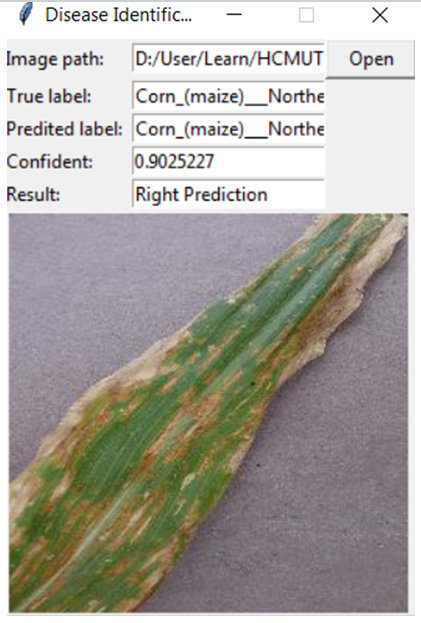 Disease Identific...
Image path: D:/User/Learn/HCMUT Open
True label: Corn_(maize)___Northe
Predited label: Corn_(maize)___Northe
Confident: 0.9025227
Result: Right Prediction